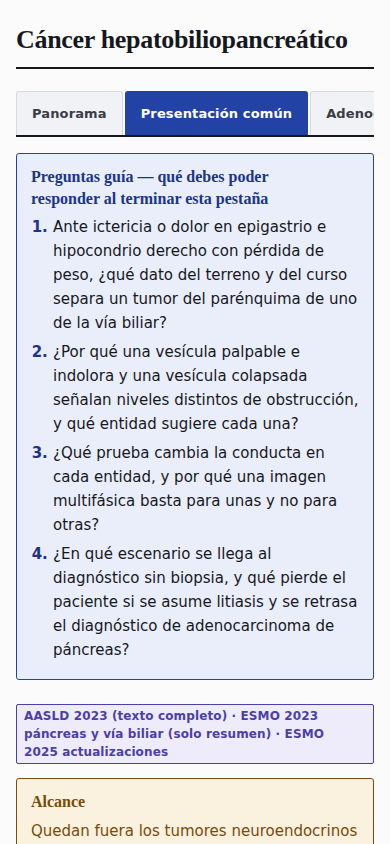 Cáncer hepatobiliopancreático
Panorama
Presentación común
Adeno
Preguntas guía — qué debes poder
responder al terminar esta pestaña
1. Ante ictericia o dolor en epigastrio e
hipocondrio derecho con pérdida de
peso, ¿qué dato del terreno y del curso
separa un tumor del parénquima de uno
de la vía biliar?
2. ¿Por qué una vesícula palpable e
indolora y una vesícula colapsada
señalan niveles distintos de obstrucción,
y qué entidad sugiere cada una?
3. ¿Qué prueba cambia la conducta en
cada entidad, y por qué una imagen
multifásica basta para unas y no para
otras?
4. ¿En qué escenario se llega al
diagnóstico sin biopsia, y qué pierde el
paciente si se asume litiasis y se retrasa
el diagnóstico de adenocarcinoma de
páncreas?
AASLD 2023 (texto completo) · ESMO 2023
páncreas y vía biliar (solo resumen) · ESMO
2025 actualizaciones
Alcance
Quedan fuera los tumores neuroendocrinos